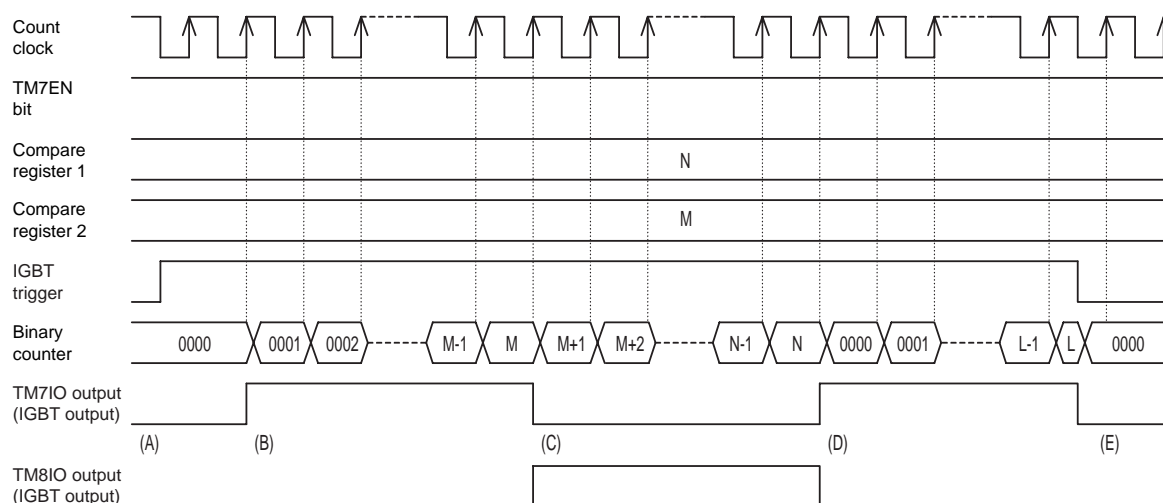 Count
clock
TM7EN
bit
Compare
register 1
N
Compare
register 2
M
IGBT
trigger
Binary
counter
0000 0001 0002 M-1 M M+1 M+2 N-1 N 0000 0001 L-1 L 0000
TM7IO output
(IGBT output)
(A) (B) (C) (D) (E)
TM8IO output
(IGBT output)